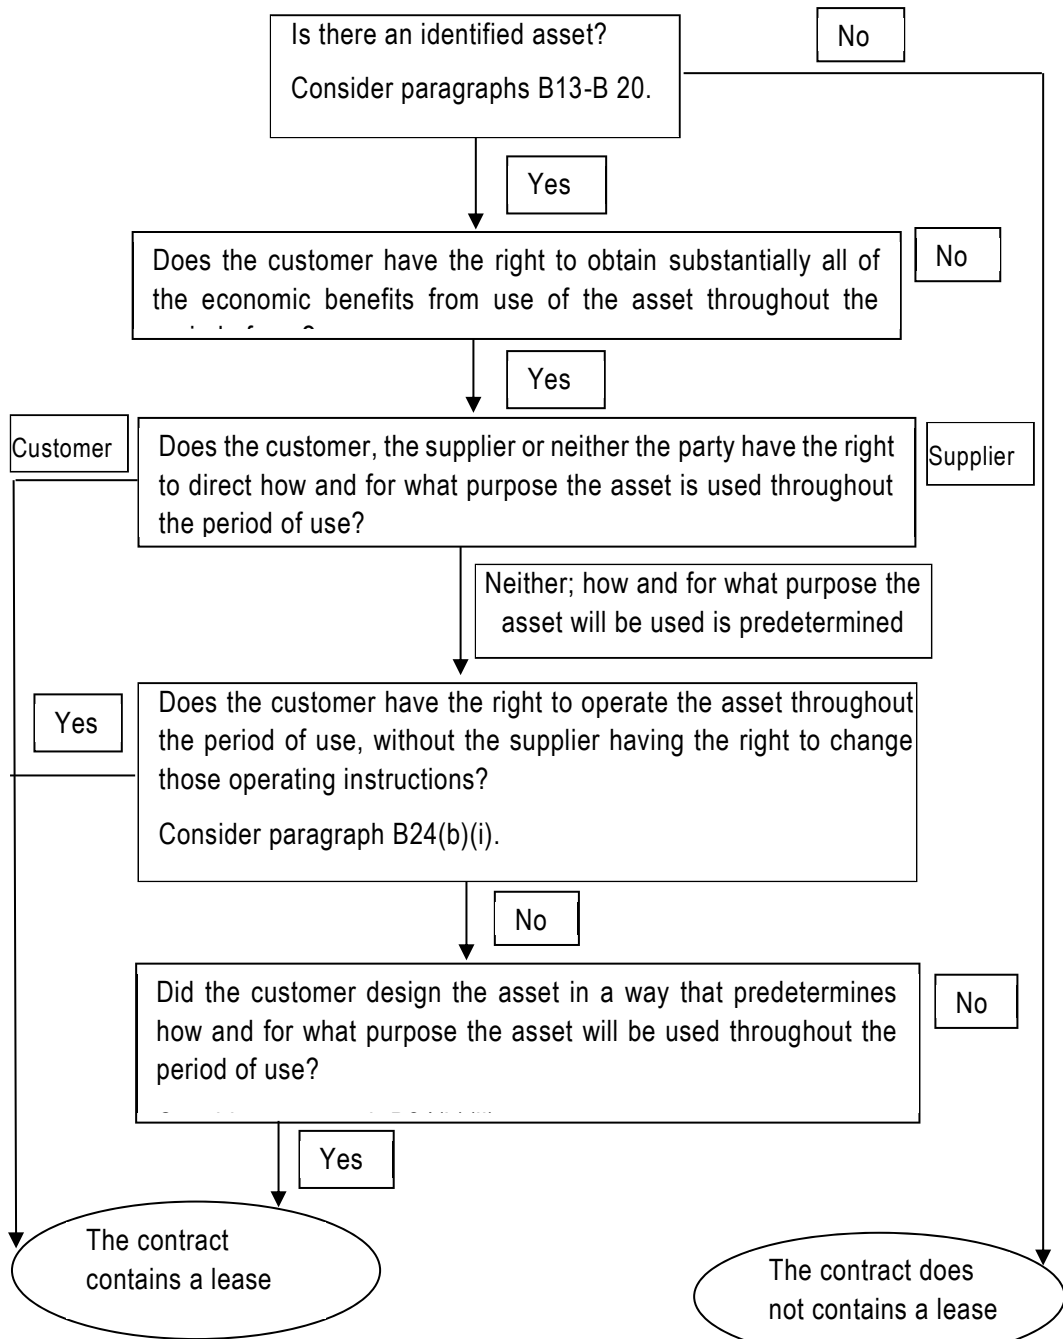 Is there an identified asset?
Consider paragraphs B13-B 20.
No
Yes
Does the customer have the right to obtain substantially all of
the economic benefits from use of the asset throughout the
No
Yes
Customer
Does the customer, the supplier or neither the party have the right
to direct how and for what purpose the asset is used throughout
the period of use?
Supplier
Neither; how and for what purpose the
asset will be used is predetermined
Yes
Does the customer have the right to operate the asset throughout
the period of use, without the supplier having the right to change
those operating instructions?
Consider paragraph B24(b)(i).
No
Did the customer design the asset in a way that predetermines
how and for what purpose the asset will be used throughout the
period of use?
No
Yes
The contract
contains a lease
The contract does
not contains a lease